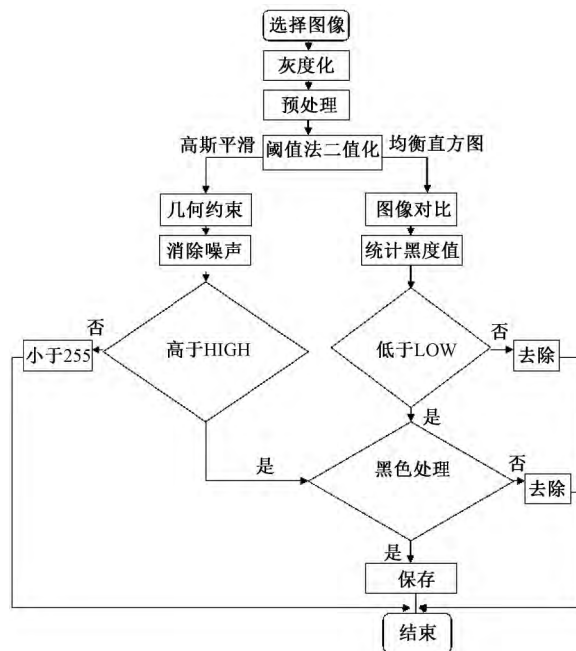 选择图像
灰度化
预处理
高斯平滑
阈值法二值化
均衡直方图
几何约束
图像对比
消除噪声
统计黑度值
否
小于255
高于HIGH
低于LOW
否
去除
是
是
黑色处理
否
去除
是
保存
结束